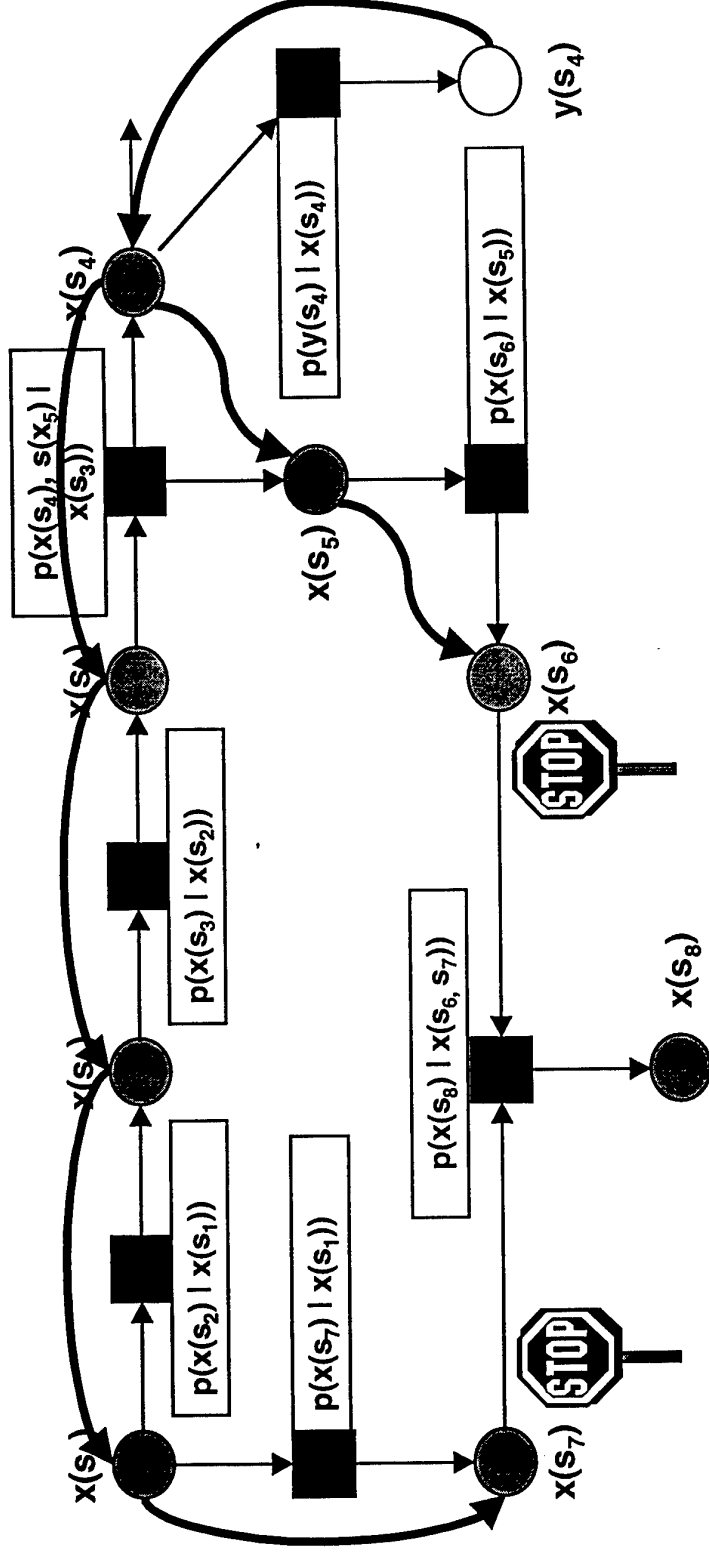 x(s
x(s
x(s
x(s₄)
p(x(s₄), s(x₅) |
x(s₃))
p(x(s₂) | x(s₁))
p(x(s₃) | x(s₂))
p(y(s₄) | x(s₄))
p(x(s₇) | x(s₁))
x(s₅)
p(x(s₈) | x(s₆, s₇))
p(x(s₆) | x(s₅))
y(s₄)
x(s₇)
STOP
STOP
x(s₆)
x(s₈)